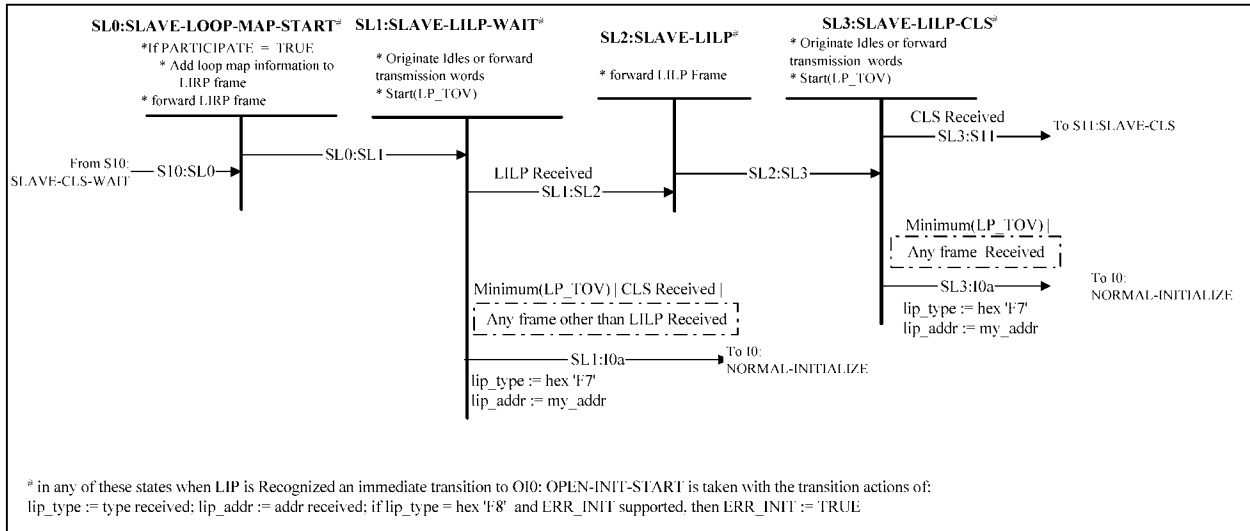 SL0:SLAVE-LOOP-MAP-START#
*If PARTICIPATE = TRUE
* Add loop map information to
LIRP frame
* forward LIRP frame
SL1:SLAVE-LILP-WAIT#
* Originate Idles or forward
transmission words
* Start(LP_TOV)
SL2:SLAVE-LILP#
* forward LILP Frame
SL3:SLAVE-LILP-CLS#
* Originate Idles or forward
transmission words
* Start(LP_TOV)
CLS Received
SL3:S11
To S11:SLAVE-CLS
From S10:
SLAVE-CLS-WAIT
S10:SL0
SL0:SL1
LILP Received
SL1:SL2
SL2:SL3
Minimum(LP_TOV) |
Any frame Received
SL3:I0a
To I0:
NORMAL-INITIALIZE
lip_type := hex 'F7'
lip_addr := my_addr
Minimum(LP_TOV) | CLS Received |
Any frame other than LILP Received
SL1:I0a
To I0:
NORMAL-INITIALIZE
lip_type := hex 'F7'
lip_addr := my_addr
# in any of these states when LIP is Recognized an immediate transition to OI0: OPEN-INIT-START is taken with the transition actions of:
lip_type := type received; lip_addr := addr received; if lip_type = hex 'F8' and ERR_INIT supported, then ERR_INIT := TRUE